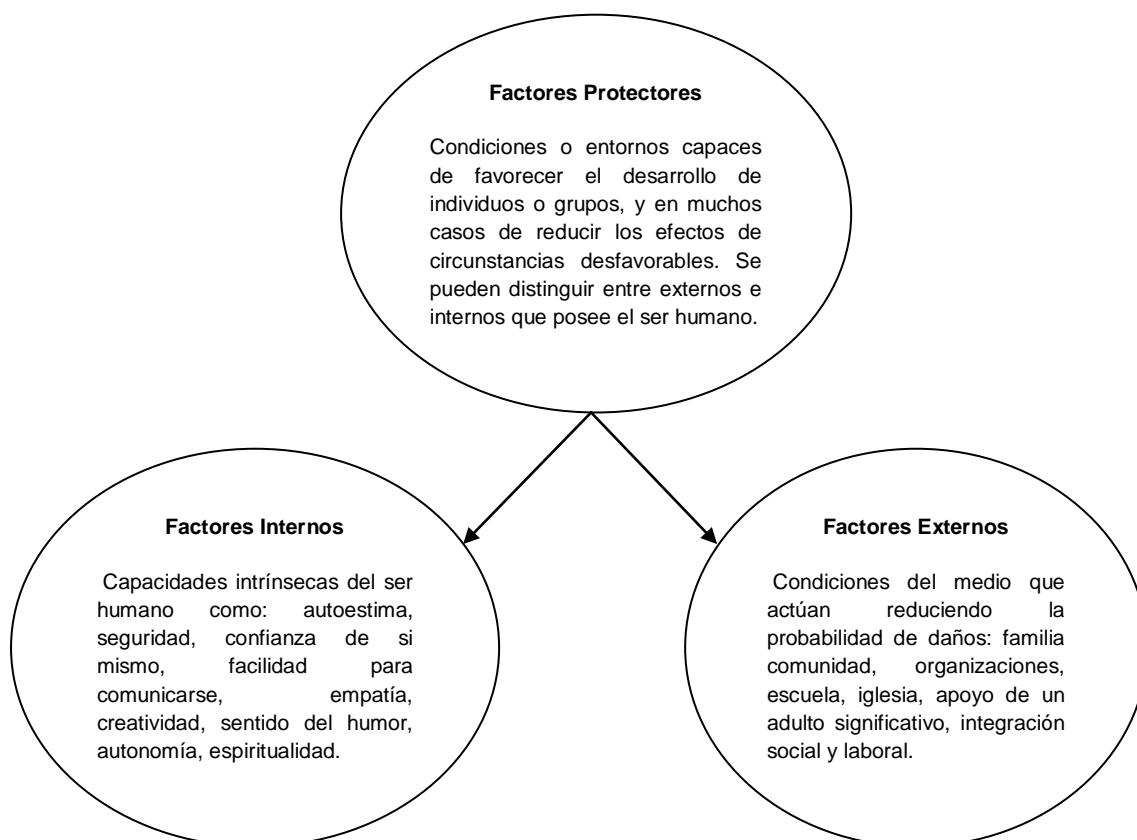 Factores Protectores
Condiciones o entornos capaces
de favorecer el desarrollo de
individuos o grupos, y en muchos
casos de reducir los efectos de
circunstancias desfavorables. Se
pueden distinguir entre externos e
internos que posee el ser humano.
Factores Internos
Capacidades intrínsecas del ser
humano como: autoestima,
seguridad, confianza de si
mismo, facilidad para
comunicarse, empatía,
creatividad, sentido del humor,
autonomía, espiritualidad.
Factores Externos
Condiciones del medio que
actúan reduciendo la
probabilidad de daños: familia
comunidad, organizaciones,
escuela, iglesia, apoyo de un
adulto significativo, integración
social y laboral.